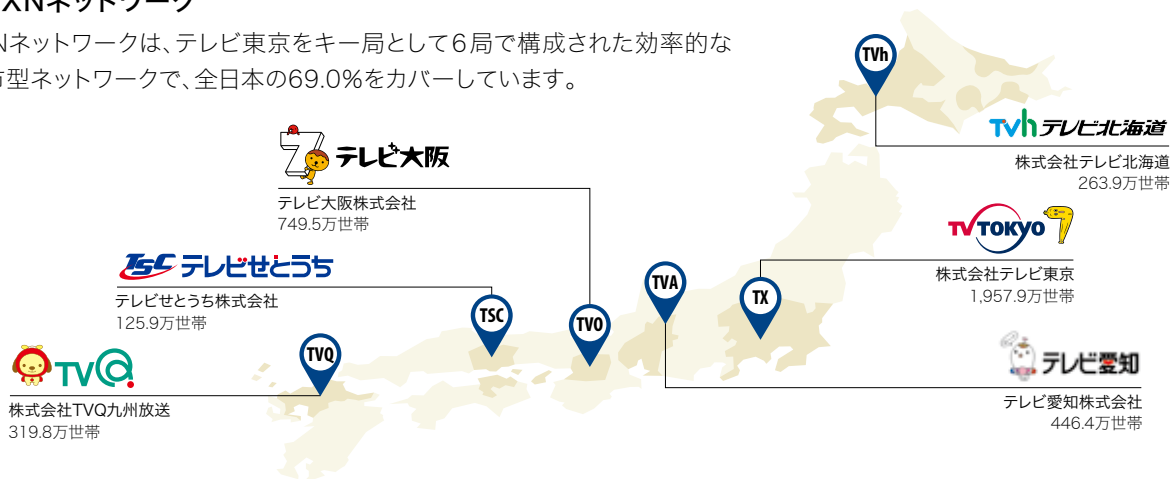 XNネットワーク
Nネットワークは、テレビ東京をキー局として6局で構成された効率的な
型ネットワークで、全日本の69.0%をカバーしています。
TVh
Tvh テレビ北海道
株式会社テレビ北海道
263.9万世帯
テレビ大阪
テレビ大阪株式会社
749.5万世帯
TV TOKYO
株式会社テレビ東京
1,957.9万世帯
TSC テレビせとうち
テレビせとうち株式会社
125.9万世帯
TVA
TX
TSC
TVO
TVQ
TVQ
株式会社TVQ九州放送
319.8万世帯
テレビ愛知
テレビ愛知株式会社
446.4万世帯